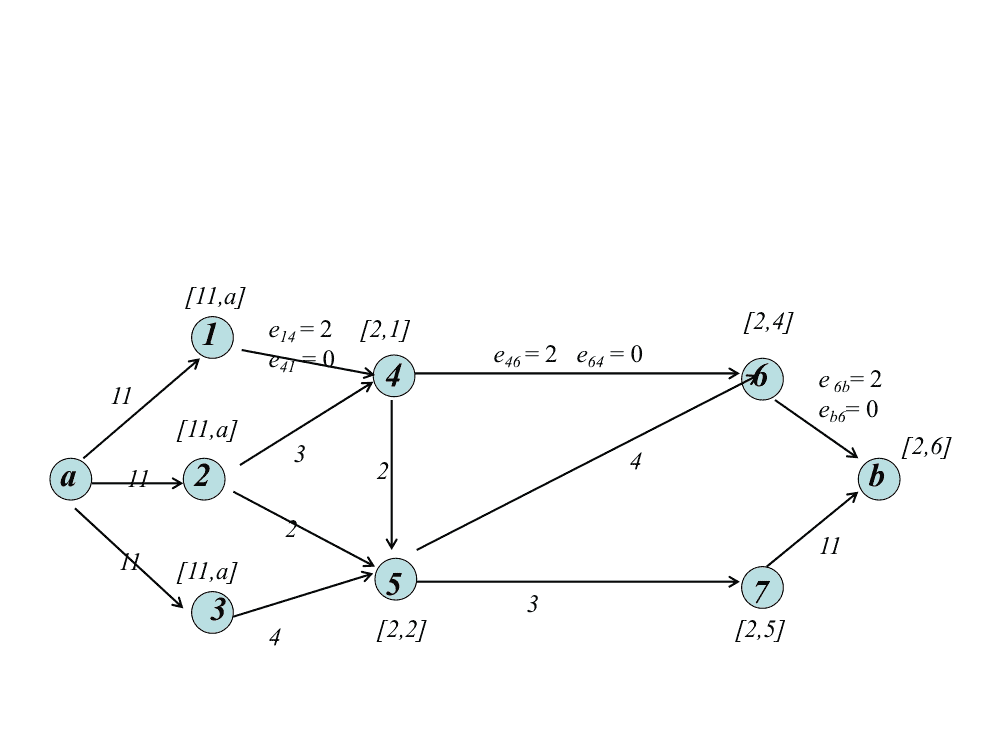 [11,a]
1
e14 = 2
e41 = 0
[2,1]
4
e46 = 2 e64 = 0
[2,4]
6
e 6b= 2
eb6= 0
11
[11,a]
3
2
4
[2,6]
a
11
2
b
2
11
[11,a]
5
11
3
4
3
7
[2,2]
[2,5]